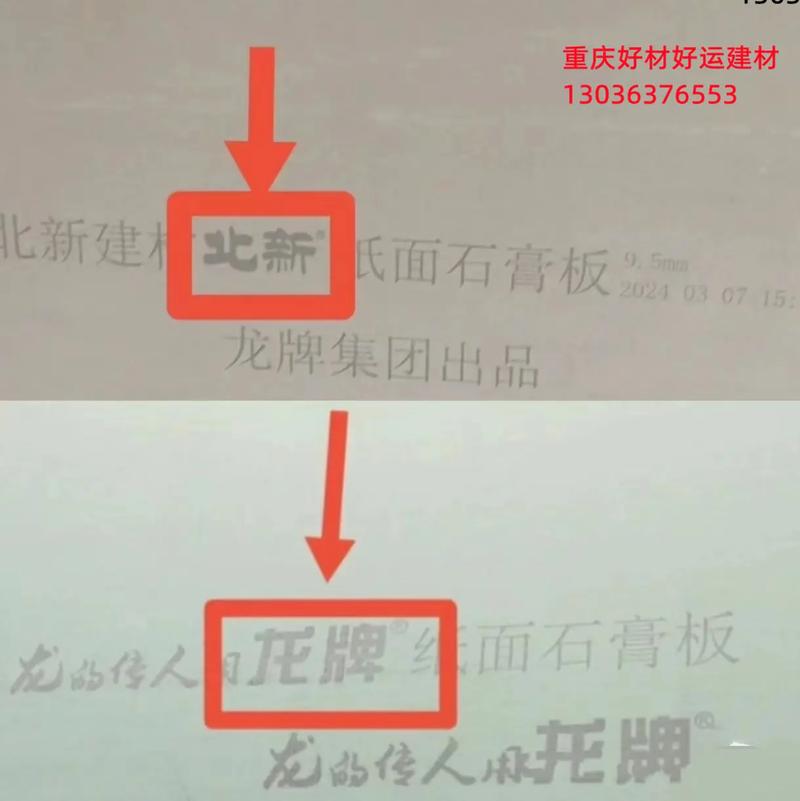 重庆好材好运建材
13036376553
北新建材北新®纸面石膏板 9.5mm
2024 03 07 15:
龙牌集团出品
龙的传人用龙牌®纸面石膏板
龙的传人用龙牌®